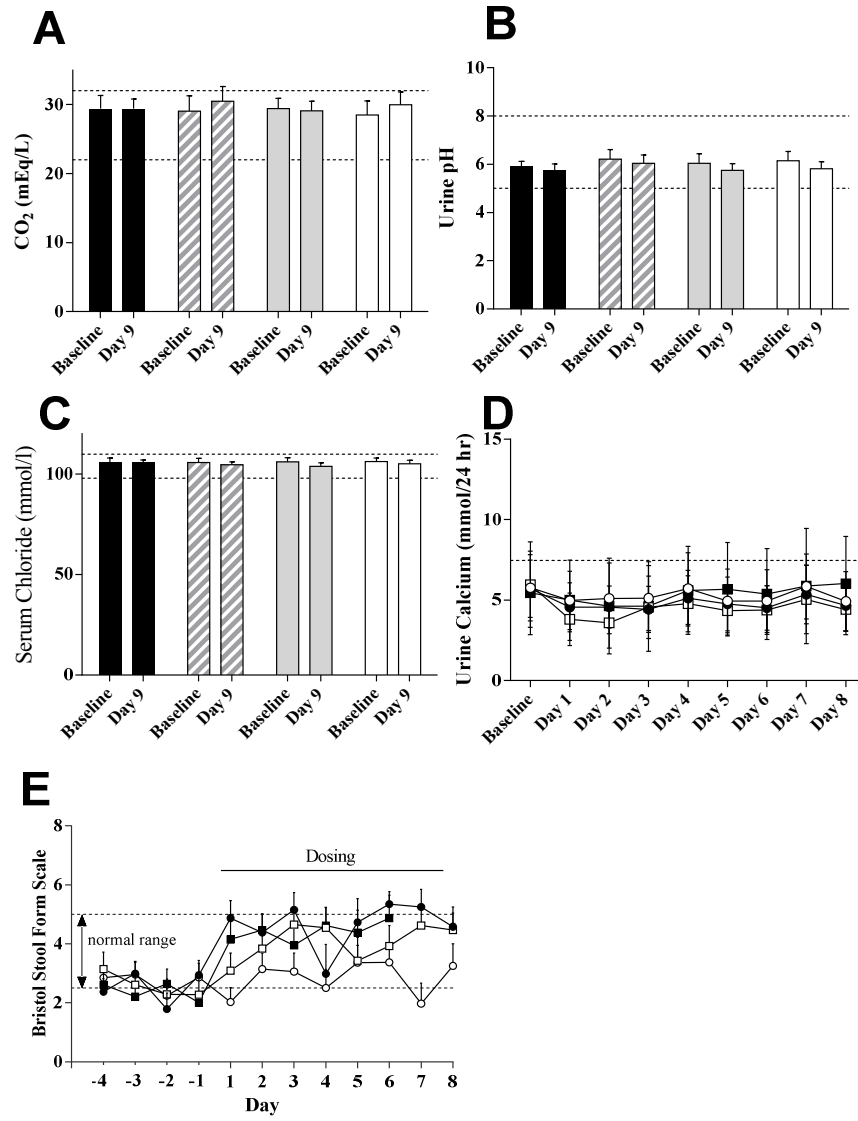 A
CO2 (mEq/L)
30
20
10
0
Baseline
Day 9
Baseline
Day 9
Baseline
Day 9
Baseline
Day 9
B
Urine pH
10
8
6
4
2
0
Baseline
Day 9
Baseline
Day 9
Baseline
Day 9
Baseline
Day 9
C
Serum Chloride (mmol/l)
100
50
0
Baseline
Day 9
Baseline
Day 9
Baseline
Day 9
Baseline
Day 9
D
Urine Calcium (mmol/24 hr)
15
10
5
0
Baseline
Day 1
Day 2
Day 3
Day 4
Day 5
Day 6
Day 7
Day 8
E
Bristol Stool Form Scale
8
6
4
2
0
Dosing
normal range
-4 -3 -2 -1 1 2 3 4 5 6 7 8
Day